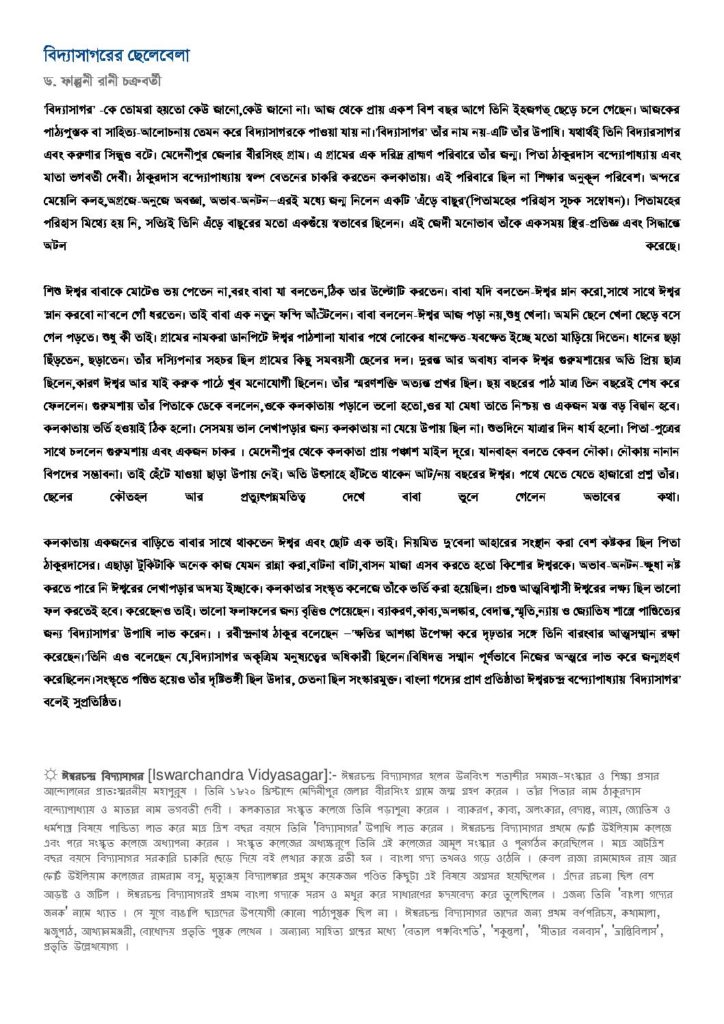 বিদ্যাসাগরের ছেলেবেলা
ড. ফাল্গুনী রানী চক্রবর্তী
'বিদ্যাসাগর' -কে তোমরা হয়তো কেউ জানো,কেউ জানো না। আজ থেকে প্রায় একশ বিশ বছর আগে তিনি ইহজগত্ ছেড়ে চলে গেছেন। আজকের
পাঠ্যপুস্তক বা সাহিত্য-আলোচনায় তেমন করে বিদ্যাসাগরকে পাওয়া যায় না।'বিদ্যাসাগর' তাঁর নাম নয়-এটি তাঁর উপাধি। যথার্থই তিনি বিদ্যারসাগর
এবং করুণার সিন্ধুও বটে। মেদেনীপুর জেলার বীরসিংহ গ্রাম। এ গ্রামের এক দরিদ্র ব্রাহ্মণ পরিবারে তাঁর জন্ম। পিতা ঠাকুরদাস বন্দ্যোপাধ্যায় এবং
মাতা ভগবতী দেবী। ঠাকুরদাস বন্দ্যোপাধ্যায় স্বল্প বেতনের চাকরি করতেন কলকাতায়। এই পরিবারে ছিল না শিক্ষার অনুকূল পরিবেশ। অন্দরে
মেয়েলি কলহ,অগ্রজে-অনুজে অবজ্ঞা, অভাব-অনটন–এরই মধ্যে জন্ম নিলেন একটি 'এঁড়ে বাছুর'(পিতামহের পরিহাস সূচক সম্বোধন)। পিতামহের
পরিহাস মিথ্যে হয় নি, সত্যিই তিনি এঁড়ে বাছুরের মতো একগুঁয়ে স্বভাবের ছিলেন। এই জেদী মনোভাব তাঁকে একসময় স্থির-প্রতিজ্ঞ এবং সিদ্ধান্তে
অটল করেছে।
শিশু ঈশ্বর বাবাকে মোটেও ভয় পেতেন না,বরং বাবা যা বলতেন,ঠিক তার উল্টোটি করতেন। বাবা যদি বলতেন-ঈশ্বর স্নান করো,সাথে সাথে ঈশ্বর
'স্নান করবো না'বলে গোঁ ধরতেন। তাই বাবা এক নতুন ফন্দি আঁটলেন। বাবা বললেন-ঈশ্বর আজ পড়া নয়,শুধু খেলা। অমনি ছেলে খেলা ছেড়ে বসে
গেল পড়তে। শুধু কী তাই। গ্রামের নামকরা ডানপিটে ঈশ্বর পাঠশালা যাবার পথে লোকের ধানক্ষেত-যবক্ষেত ইচ্ছে মতো মাড়িয়ে দিতেন। ধানের ছড়া
ছিঁড়তেন, ছড়াতেন। তাঁর দস্যিপনার সহচর ছিল গ্রামের কিছু সমবয়সী ছেলের দল। দুরন্ত আর অবাধ্য বালক ঈশ্বর গুরুমশায়ের অতি প্রিয় ছাত্র
ছিলেন,কারণ ঈশ্বর আর যাই করুক পাঠে খুব মনোযোগী ছিলেন। তাঁর স্মরণশক্তি অত্যন্ত প্রখর ছিল। ছয় বছরের পাঠ মাত্র তিন বছরেই শেষ করে
ফেললেন। গুরুমশায় তাঁর পিতাকে ডেকে বললেন,ওকে কলকাতায় পড়ালে ভলো হতো,ওর যা মেধা তাতে নিশ্চয় ও একজন মস্ত বড় বিদ্বান হবে।
কলকাতায় ভর্তি হওয়াই ঠিক হলো। সেসময় ভাল লেখাপড়ার জন্য কলকাতায় না যেয়ে উপায় ছিল না। শুভদিনে যাত্রার দিন ধার্য হলো। পিতা-পুত্রের
সাথে চললেন গুরুমশায় এবং একজন চাকর । মেদেনীপুর থেকে কলকাতা প্রায় পঞ্চাশ মাইল দূরে। যানবাহন বলতে কেবল নৌকা। নৌকায় নানান
বিপদের সম্ভাবনা। তাই হেঁটে যাওয়া ছাড়া উপায় নেই। অতি উত্সাহে হাঁটতে থাকেন আট/নয় বছরের ঈশ্বর। পথে যেতে যেতে হাজারো প্রশ্ন তাঁর।
ছেলের কৌতহল আর প্রত্যুৎপন্নমতিত্ব দেখে বাবা ভুলে গেলেন অভাবের কথা।
কলকাতায় একজনের বাড়িতে বাবার সাথে থাকতেন ঈশ্বর এবং ছোট এক ভাই। নিয়মিত দু'বেলা আহারের সংস্থান করা বেশ কষ্টকর ছিল পিতা
ঠাকুরদাসের। এছাড়া টুকিটাকি অনেক কাজ যেমন রান্না করা,বাটনা বাটা,বাসন মাজা এসব করতে হতো কিশোর ঈশ্বরকে। অভাব-অনটন-ক্ষুধা নষ্ট
করতে পারে নি ঈশ্বরের লেখাপড়ার অদম্য ইচ্ছাকে। কলকাতার সংস্কৃত কলেজে তাঁকে ভর্তি করা হয়েছিল। প্রচণ্ড আত্মবিশ্বাসী ঈশ্বরের লক্ষ্য ছিল ভালো
ফল করতেই হবে। করেছেনও তাই। ভালো ফলাফলের জন্য বৃত্তিও পেয়েছেন। ব্যাকরণ,কাব্য,অলঙ্কার, বেদান্ত,স্মৃতি,ন্যায় ও জ্যোতিষ শাস্ত্রে পাণ্ডিত্যের
জন্য 'বিদ্যাসাগর' উপাধি লাভ করেন। । রবীন্দ্রনাথ ঠাকুর বলেছেন –'ক্ষতির আশঙ্কা উপেক্ষা করে দৃঢ়তার সঙ্গে তিনি বারংবার আত্মসম্মান রক্ষা
করেছেন।'তিনি এও বলেছেন যে,বিদ্যাসাগর অকৃত্রিম মনুষ্যত্বের অধিকারী ছিলেন।বিধিদত্ত সম্মান পূর্ণভাবে নিজের অন্তরে লাভ করে জন্মগ্রহণ
করেছিলেন।সংস্কৃতে পণ্ডিত হয়েও তাঁর দৃষ্টিভঙ্গী ছিল উদার, চেতনা ছিল সংস্কারমুক্ত। বাংলা গদ্যের প্রাণ প্রতিষ্ঠাতা ঈশ্বরচন্দ্র বন্দ্যোপাধ্যায় 'বিদ্যাসাগর'
বলেই সুপ্রতিষ্ঠিত।
☼ ঈশ্বরচন্দ্র বিদ্যাসাগর [Iswarchandra Vidyasagar]:- ঈশ্বরচন্দ্র বিদ্যাসাগর হলেন উনবিংশ শতাব্দীর সমাজ-সংস্কার ও শিক্ষা প্রসার
আন্দোলনের প্রাতঃস্মরনীয় মহাপুরুষ । তিনি ১৮২০ খ্রিস্টাব্দে মেদিনীপুর জেলার বীরসিংহ গ্রামে জন্ম গ্রহণ করেন । তাঁর পিতার নাম ঠাকুরদাস
বন্দ্যোপাধ্যায় ও মাতার নাম ভগবতী দেবী । কলকতার সংস্কৃত কলেজে তিনি পড়াশুনা করেন । ব্যাকরণ, কাব্য, অলংকার, বেদান্ত, ন্যায়, জ্যোতিষ ও
ধর্মশাস্ত্র বিষয়ে পান্ডিত্য লাভ করে মাত্র ত্রিশ বছর বয়সে তিনি 'বিদ্যাসাগর' উপাধি লাভ করেন । ঈশ্বরচন্দ্র বিদ্যাসাগর প্রথমে ফোর্ট উইলিয়াম কলেজে
এবং পরে সংস্কৃত কলেজে অধ্যাপনা করেন । সংস্কৃত কলেজের অধ্যক্ষরূপে তিনি এই কলেজের আমূল সংস্কার ও পুনর্গঠন করেছিলেন । মাত্র আটত্রিশ
বছর বয়সে বিদ্যাসাগর সরকারি চাকরি ছেড়ে দিয়ে বই লেখার কাজে ব্রতী হন । বাংলা গদ্য তখনও গড়ে ওঠেনি । কেবল রাজা রামমোহন রায় আর
ফোর্ট উইলিয়াম কলেজের রামরাম বসু, মৃত্যুঞ্জয় বিদ্যালঙ্কার প্রমুখ কয়েকজন পণ্ডিত কিছুটা এই বিষয়ে অগ্রসর হয়েছিলেন । এঁদের রচনা ছিল বেশ
আড়ষ্ট ও জটিল । ঈশ্বরচন্দ্র বিদ্যাসাগরই প্রথম বাংলা গদ্যকে সরস ও মধুর করে সাধারণের হৃদয়বেদ্য করে তুলেছিলেন । এজন্য তিনি 'বাংলা গদ্যের
জনক' নামে খ্যাত । সে যুগে বাঙালি ছাত্রদের উপযোগী কোনো পাঠ্যপুস্তক ছিল না । ঈশ্বরচন্দ্র বিদ্যাসাগর তাদের জন্য প্রথম বর্ণপরিচয়, কথামালা,
ঋজুপাঠ, আখ্যানমঞ্জরী, বোধোদয় প্রভৃতি পুস্তক লেখেন । অন্যান্য সাহিত্য গ্রন্থের মধ্যে 'বেতাল পঞ্চবিংশতি', 'শকুন্তলা', 'সীতার বনবাস', 'ভ্রান্তিবিলাস',
প্রভৃতি উল্লেখযোগ্য ।